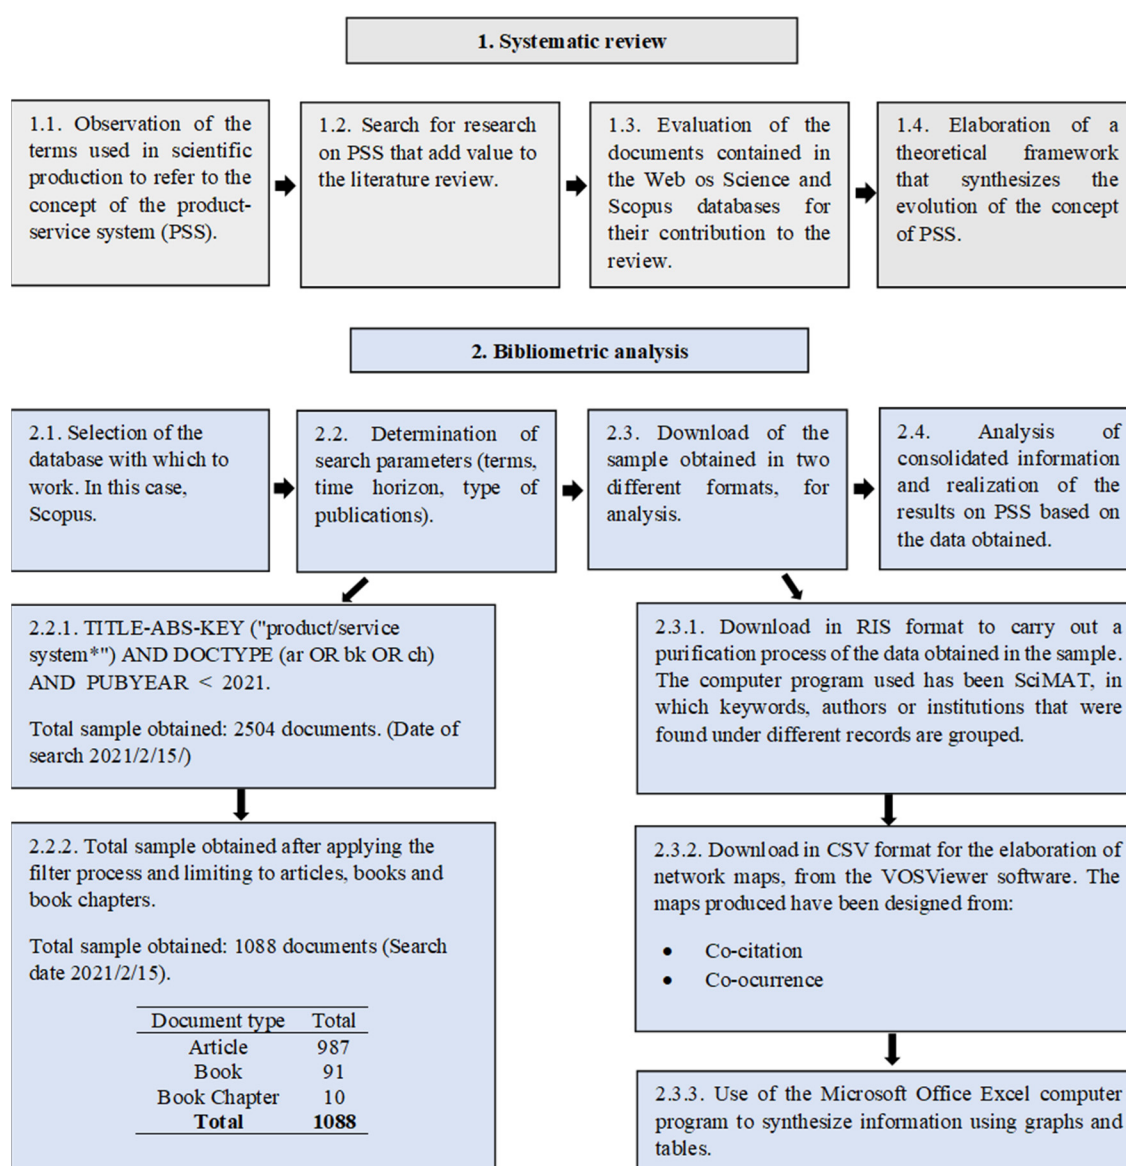 1. Systematic review
1.1. Observation of the
terms used in scientific
production to refer to the
concept of the product-
service system (PSS).
1.2. Search for research
on PSS that add value to
the literature review.
1.3. Evaluation of the
documents contained in
the Web os Science and
Scopus databases for
their contribution to the
review.
1.4. Elaboration of a
theoretical framework
that synthesizes the
evolution of the concept
of PSS.
2. Bibliometric analysis
2.1. Selection of the
database with which to
work. In this case,
Scopus.
2.2. Determination of
search parameters (terms,
time horizon, type of
publications).
2.3. Download of the
sample obtained in two
different formats, for
analysis.
2.4. Analysis of
consolidated information
and realization of the
results on PSS based on
the data obtained.
2.2.1. TITLE-ABS-KEY ("product/service
system*") AND DOCTYPE (ar OR bk OR ch)
AND PUBYEAR < 2021.
Total sample obtained: 2504 documents. (Date of
search 2021/2/15/)
2.2.2. Total sample obtained after applying the
filter process and limiting to articles, books and
book chapters.
Total sample obtained: 1088 documents (Search
date 2021/2/15).
Document type Total
Article 987
Book 91
Book Chapter 10
Total 1088
2.3.1. Download in RIS format to carry out a
purification process of the data obtained in the sample.
The computer program used has been SciMAT, in
which keywords, authors or institutions that were
found under different records are grouped.
2.3.2. Download in CSV format for the elaboration of
network maps, from the VOSViewer software. The
maps produced have been designed from:
• Co-citation
• Co-ocurrence
2.3.3. Use of the Microsoft Office Excel computer
program to synthesize information using graphs and
tables.